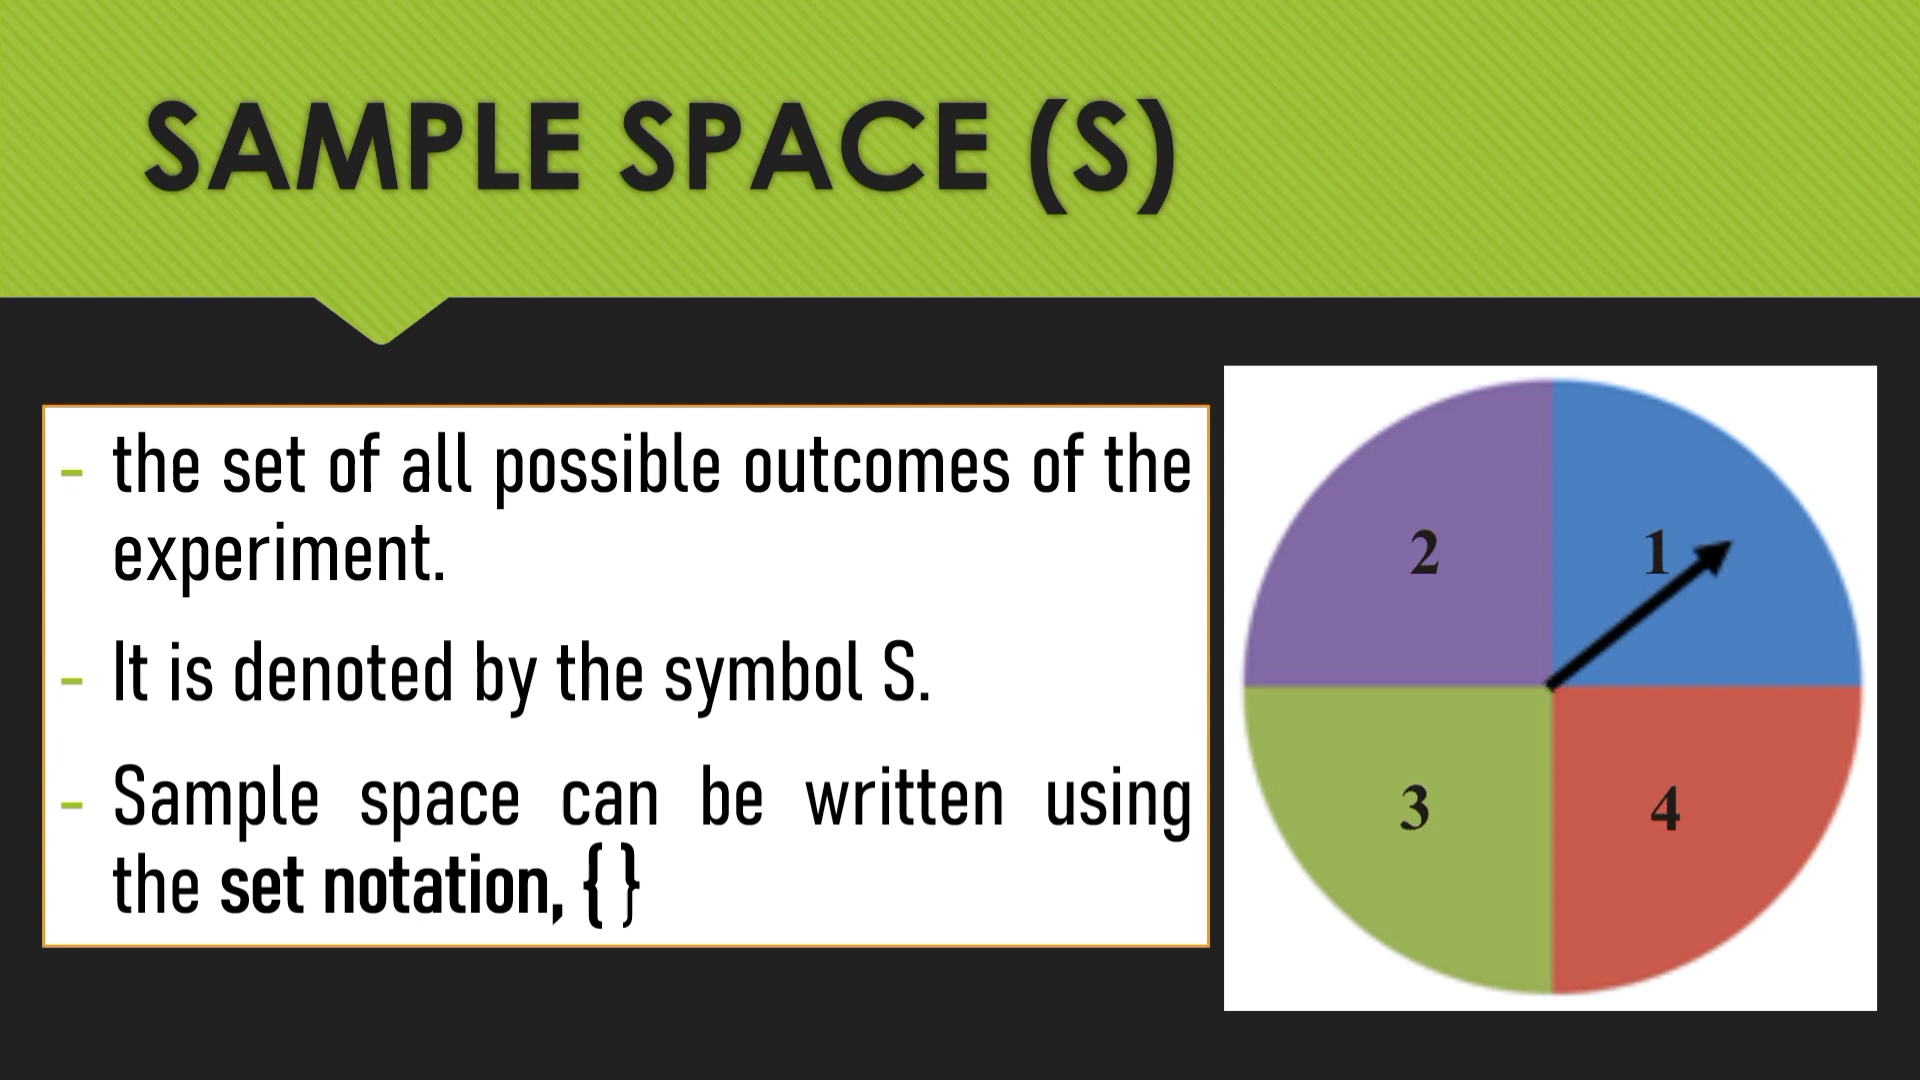 SAMPLE SPACE (S)
- the set of all possible outcomes of the
experiment.
- It is denoted by the symbol S.
- Sample space can be written using
the set notation, { }
2
1
3
4